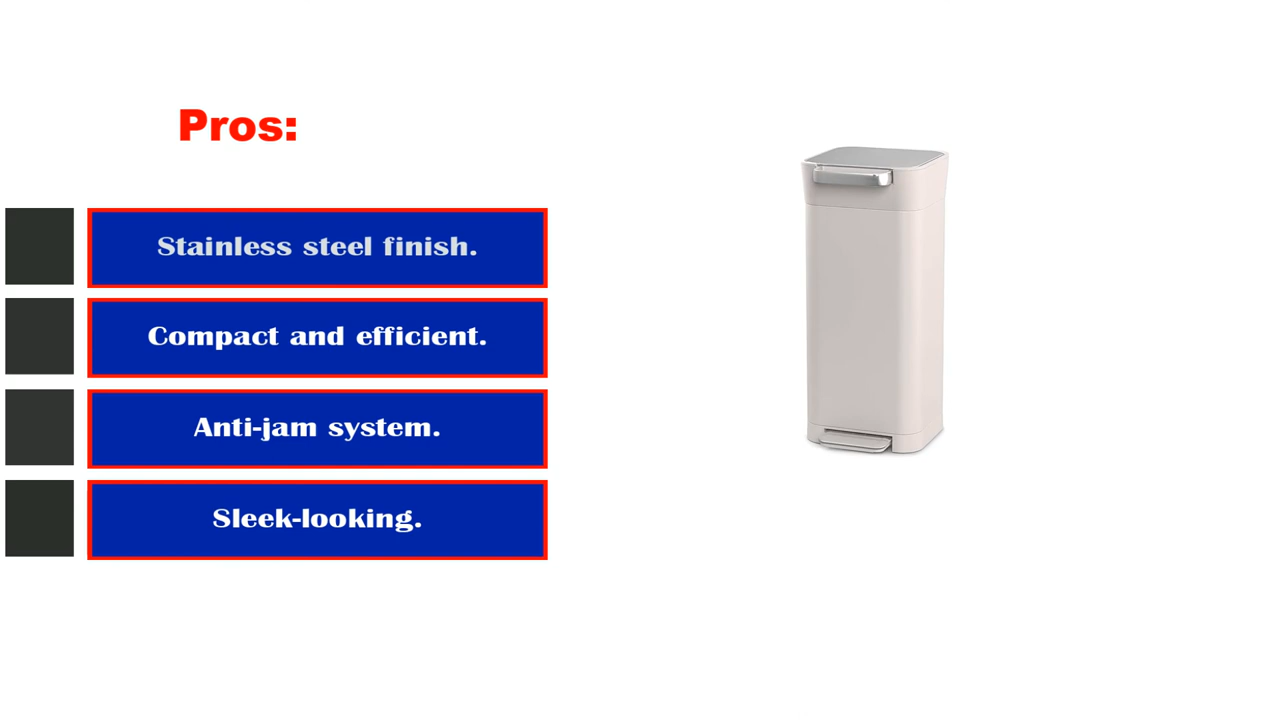 Pros:
Stainless steel finish.
Compact and efficient.
Anti-jam system.
Sleek-looking.